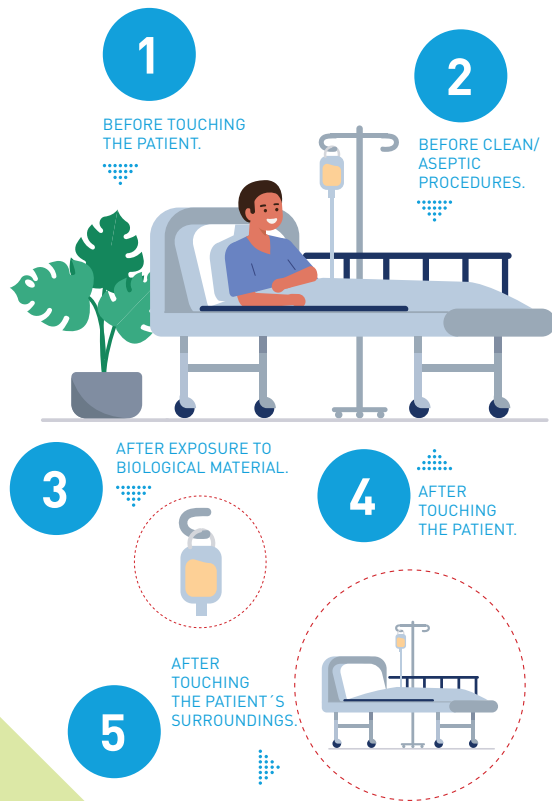 1
BEFORE TOUCHING
THE PATIENT.
2
BEFORE CLEAN/
ASEPTIC
PROCEDURES.
3
AFTER EXPOSURE TO
BIOLOGICAL MATERIAL.
4
AFTER
TOUCHING
THE PATIENT.
5
AFTER
TOUCHING
THE PATIENT´S
SURROUNDINGS.